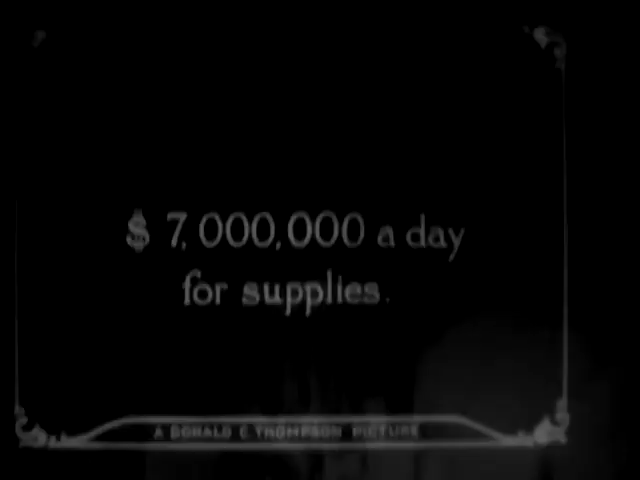 $ 7,000,000 a day
for supplies.
A DONALD C. THOMPSON PICTURE